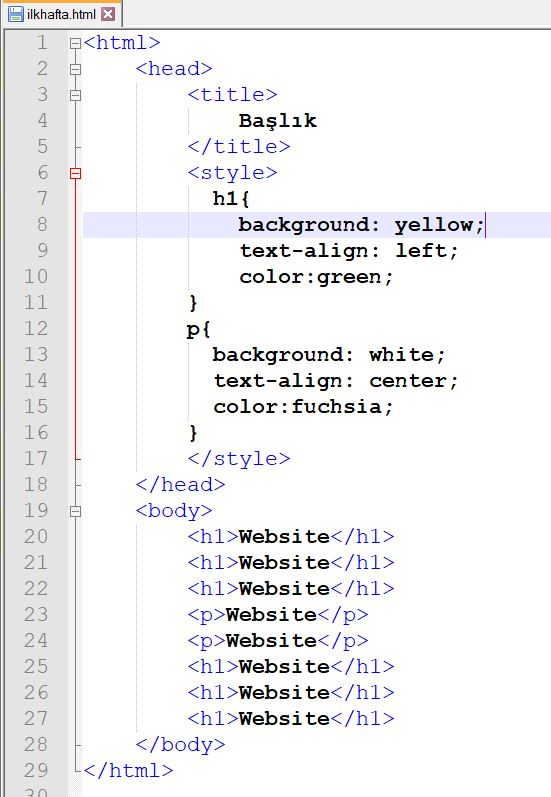 ilkhafta.html
1 <html>
2 <head>
3 <title>
4 Başlık
5 </title>
6 <style>
7 h1{
8 background: yellow;
9 text-align: left;
10 color:green;
11 }
12 p{
13 background: white;
14 text-align: center;
15 color:fuchsia;
16 }
17 </style>
18 </head>
19 <body>
20 <h1>Website</h1>
21 <h1>Website</h1>
22 <h1>Website</h1>
23 <p>Website</p>
24 <p>Website</p>
25 <h1>Website</h1>
26 <h1>Website</h1>
27 <h1>Website</h1>
28 </body>
29 </html>
30